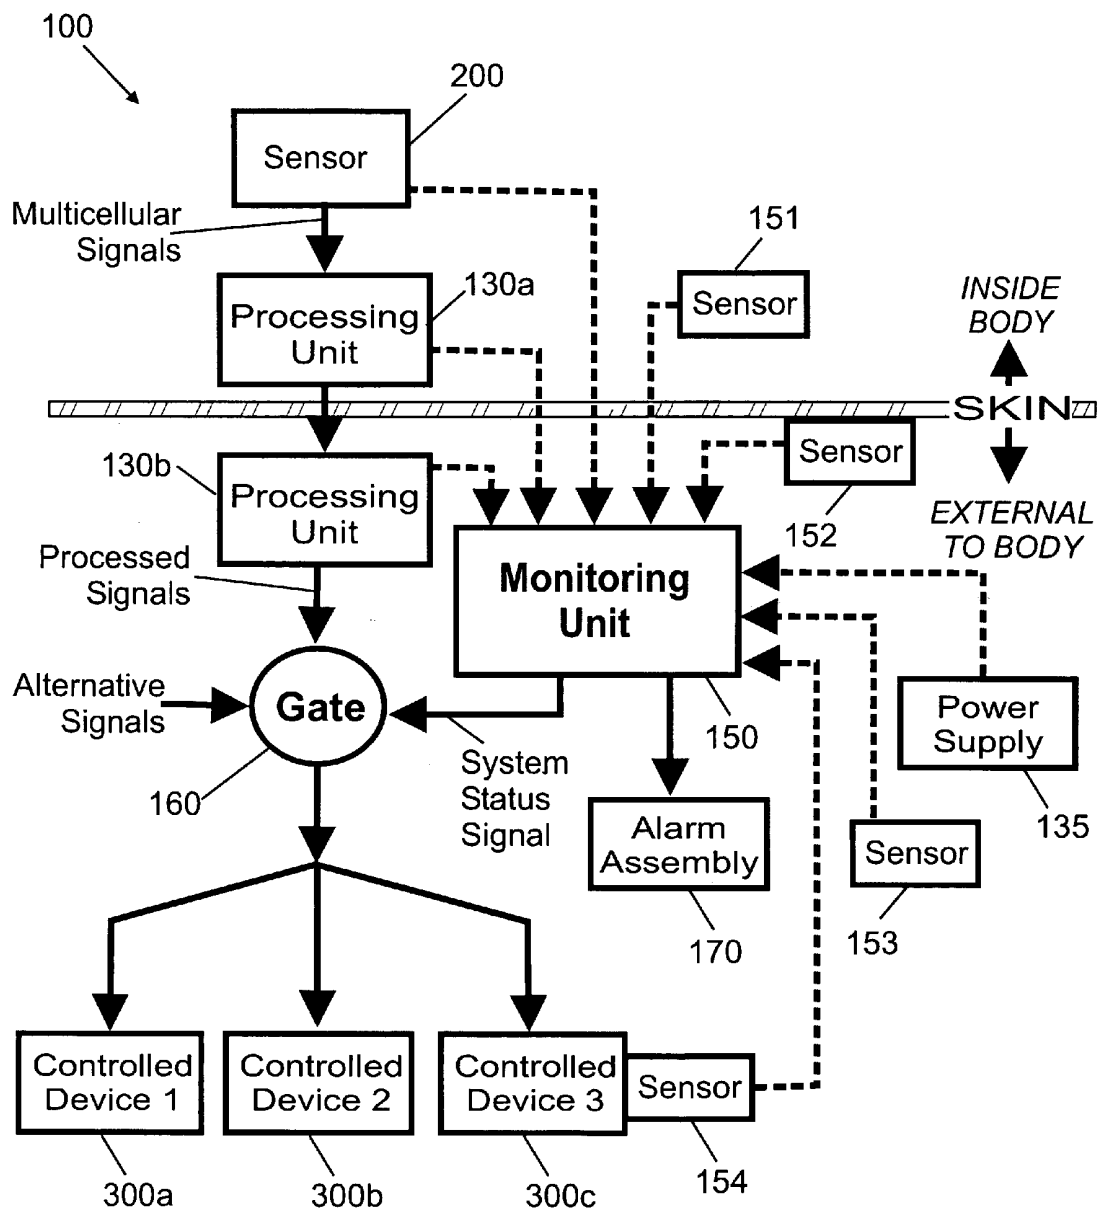 100
200
Sensor
Multicellular
Signals
151
130a
Sensor
Processing
Unit
INSIDE
BODY
SKIN
130b
Sensor
Processing
Unit
152
EXTERNAL
TO BODY
Processed
Signals
Monitoring
Unit
Alternative
Signals
Gate
150
Power
Supply
160
System
Status
Signal
135
Alarm
Assembly
Sensor
170
153
Controlled
Device 1
Controlled
Device 2
Controlled
Device 3
Sensor
154
300a
300b
300c